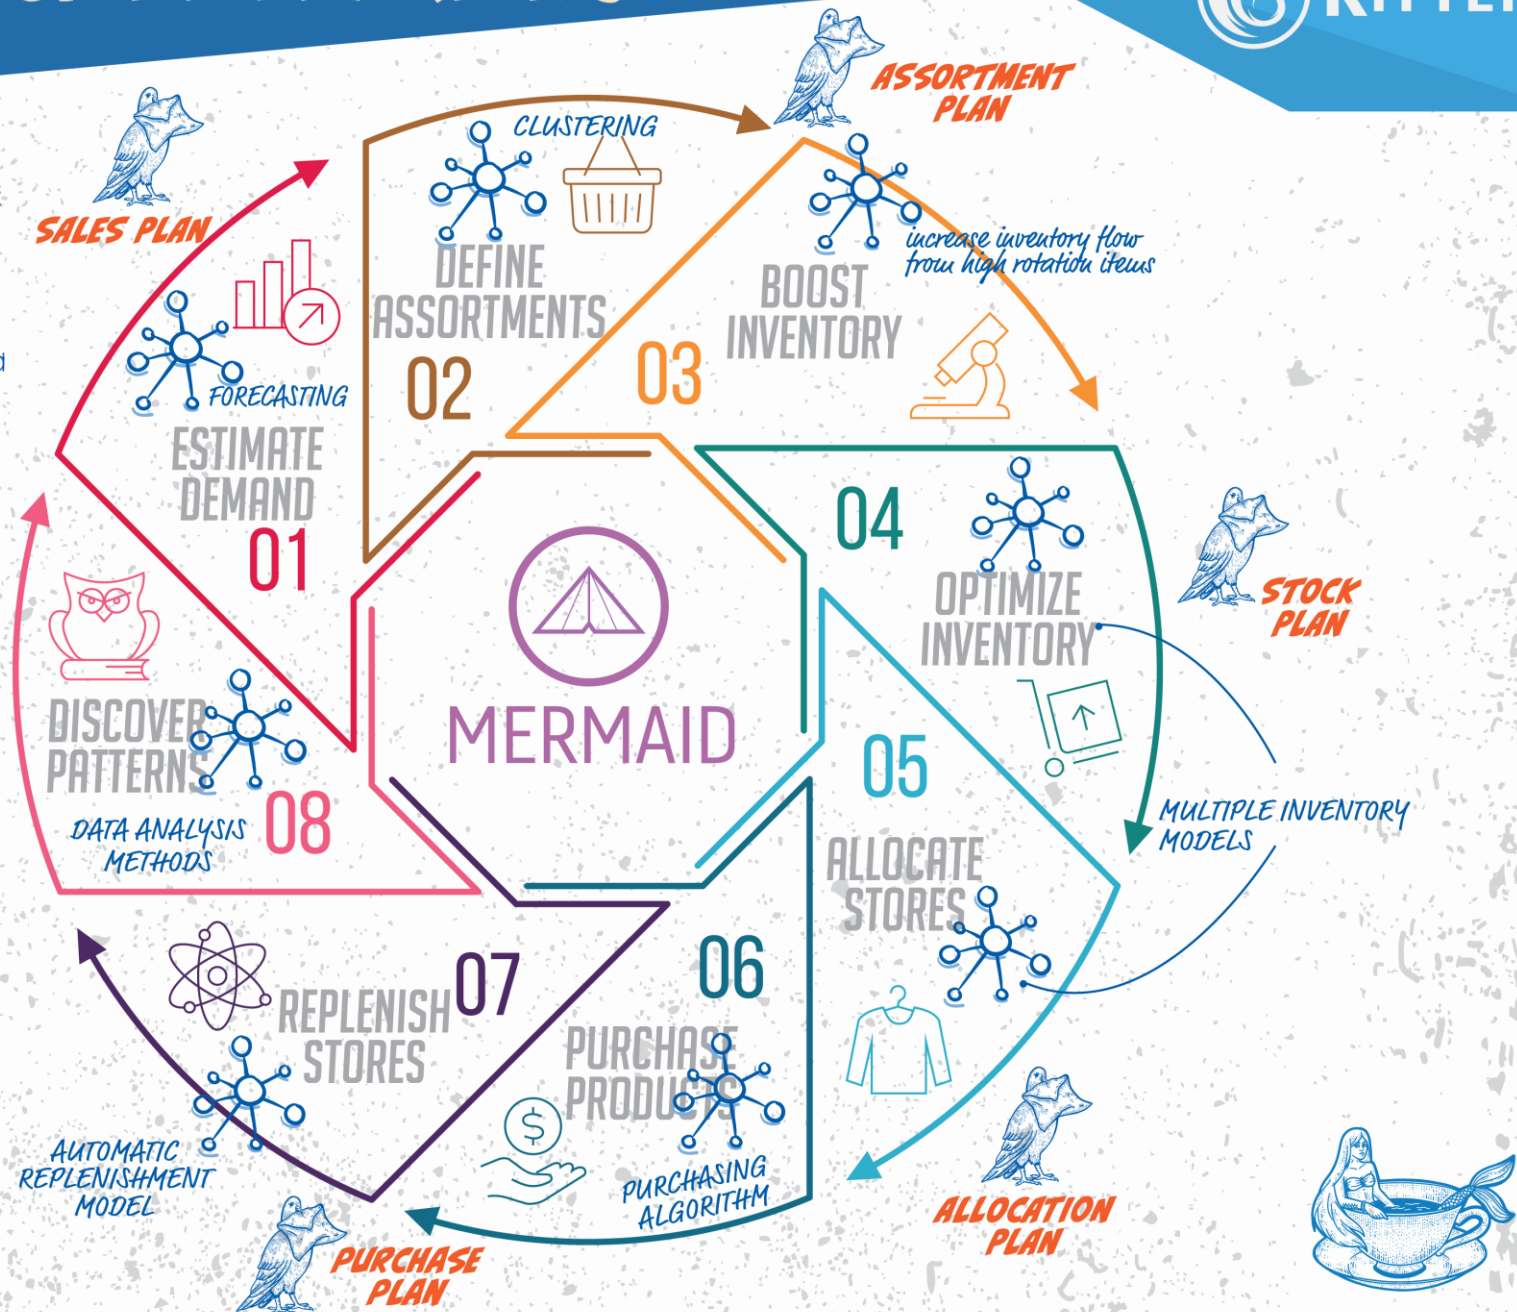 ASSORTMENT
PLAN
SALES PLAN
CLUSTERING
DEFINE
ASSORTMENTS
02
increase inventory flow
from high rotation items
BOOST
INVENTORY
03
FORECASTING
ESTIMATE
DEMAND
01
04
OPTIMIZE
INVENTORY
STOCK
PLAN
MERMAID
DISCOVER
PATTERNS
08
DATA ANALYSIS
METHODS
05
MULTIPLE INVENTORY
MODELS
ALLOCATE
STORES
07
REPLENISH
STORES
AUTOMATIC
REPLENISHMENT
MODEL
06
PURCHASE
PRODUCTS
$
PURCHASING
ALGORITHM
ALLOCATION
PLAN
PURCHASE
PLAN